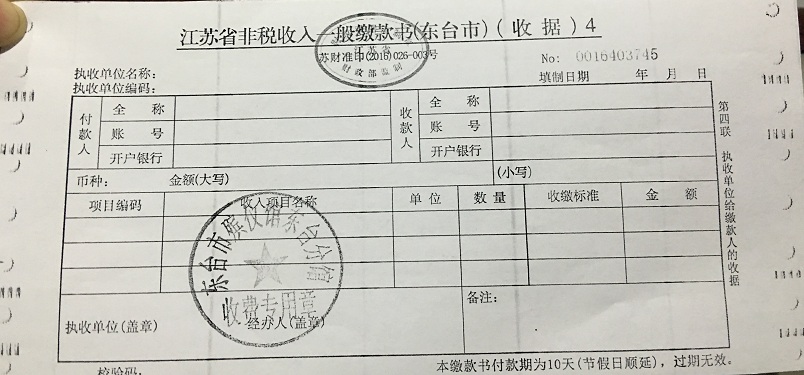 江苏省非税收入一般缴款书(东台市)(收据)4
江苏省
苏财准印(2016)026-003号
财政部监制
No: 0016403745
执收单位名称:
执收单位编码:
填制日期 年 月 日
付款人
全 称
账 号
开户银行
收款人
全 称
账 号
开户银行
币种: 金额(大写) (小写)
项目编码 收入项目名称 单位 数量 收缴标准 金 额
东台市殡仪馆东台分馆
收费专用章
执收单位(盖章) 经办人(盖章)
备注:
校验码:
本缴款书付款期为10天(节假日顺延),过期无效。
第四联 执收单位给缴款人的收据